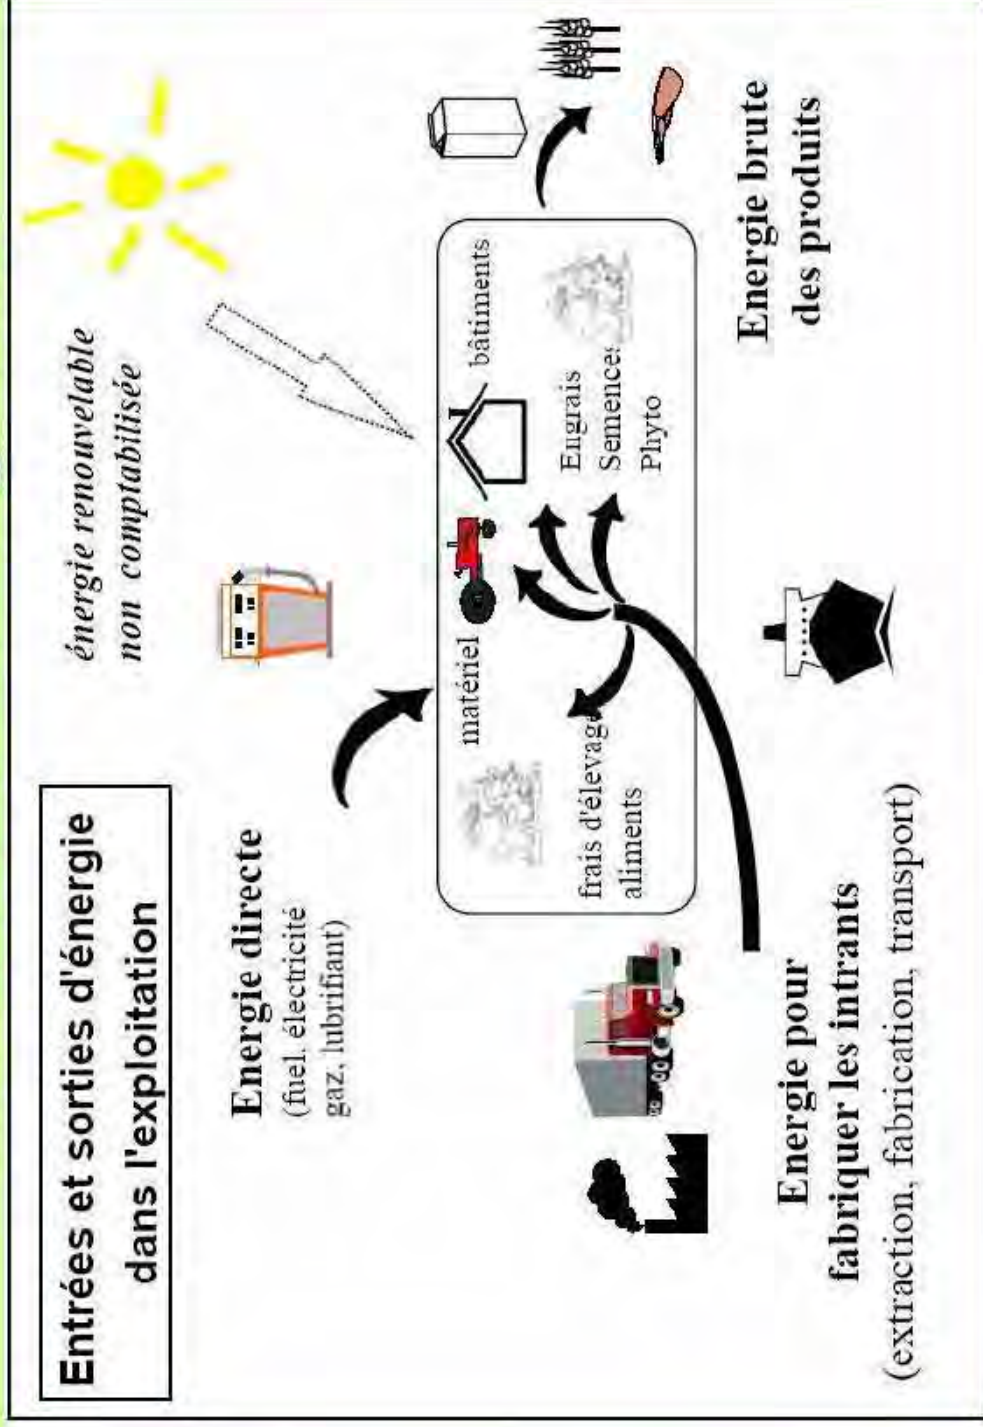 Entrées et sorties d'énergie
dans l'exploitation
énergie renouvelable
non comptabilisée
Energie directe
(fuel. électricité
gaz, lubrifiant)
matériel
bâtiments
frais d'élevage
aliments
Engrais
Semences
Phyto
Energie pour
fabriquer les intrants
(extraction, fabrication, transport)
Energie brute
des produits